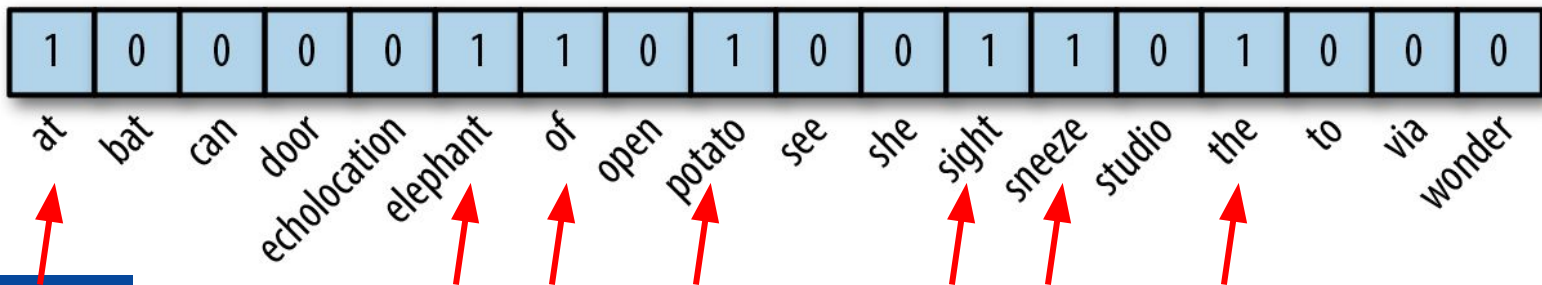 1 0 0 0 0 1 1 0 1 0 0 1 1 0 1 0 0 0
at bat can door echolocation elephant of open potato see she sight sneeze studio the to via wonder